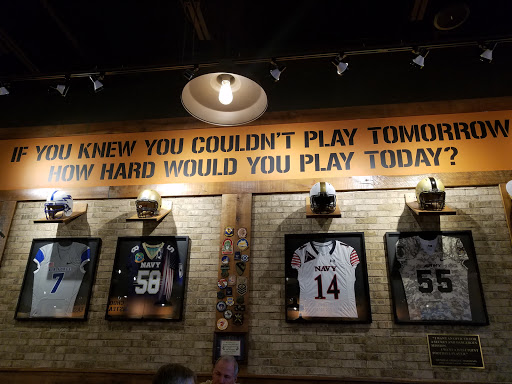 IF YOU KNEW YOU COULDN'T PLAY TOMORROW
HOW HARD WOULD YOU PLAY TODAY?
7
NAVY
58
NAVY
14
55